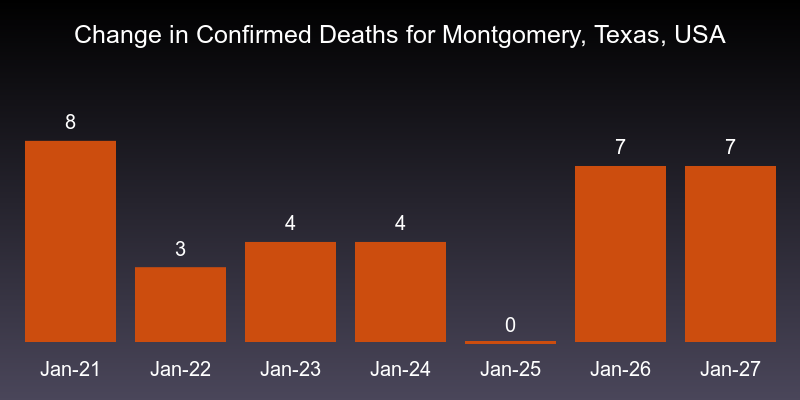 Change in Confirmed Deaths for Montgomery, Texas, USA
8
3
4
4
0
7
7
Jan-21
Jan-22
Jan-23
Jan-24
Jan-25
Jan-26
Jan-27